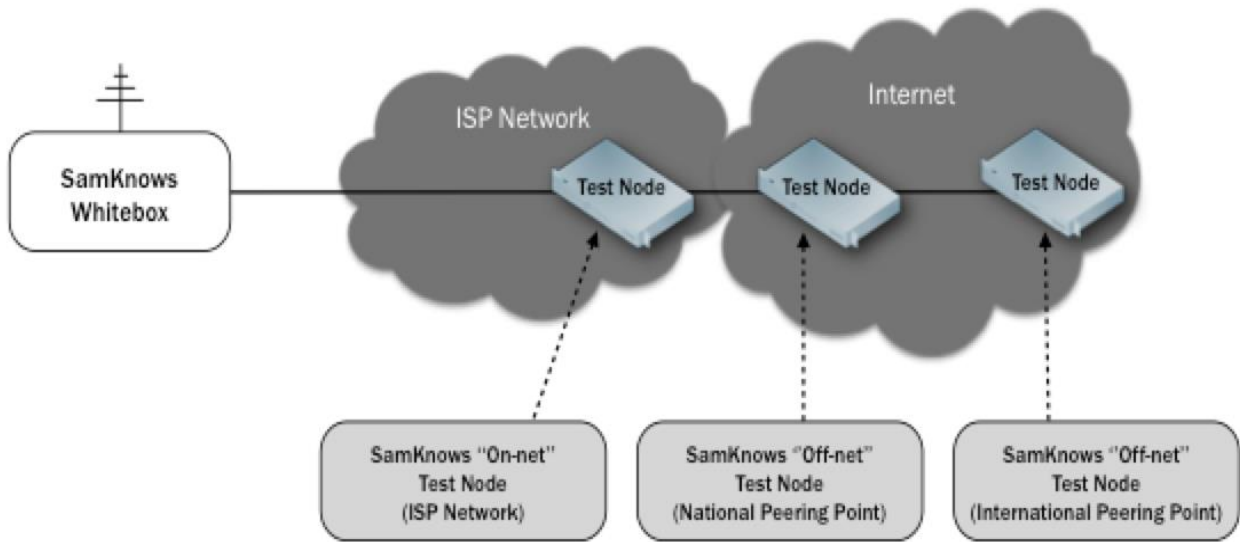 ISP Network
Internet
SamKnows
Whitebox
Test Node
Test Node
Test Node
SamKnows “On-net”
Test Node
(ISP Network)
SamKnows “Off-net”
Test Node
(National Peering Point)
SamKnows “Off-net”
Test Node
(International Peering Point)